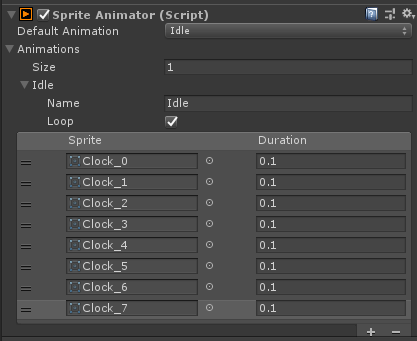 Sprite Animator (Script)
Default Animation Idle
Animations
Size 1
Idle
Name Idle
Loop
Sprite Duration
Clock_0 0.1
Clock_1 0.1
Clock_2 0.1
Clock_3 0.1
Clock_4 0.1
Clock_5 0.1
Clock_6 0.1
Clock_7 0.1